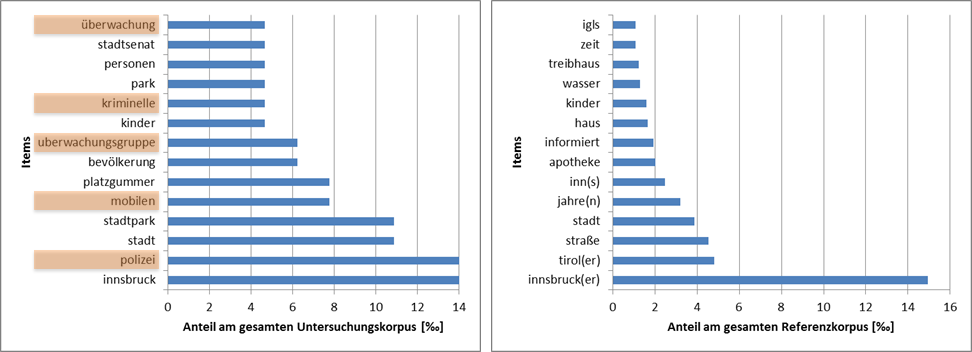 überwachung
stadtsenat
personen
park
kriminelle
kinder
uberwachungsgruppe
bevölkerung
platzgummer
mobilen
stadtpark
stadt
polizei
innsbruck
Items
0 2 4 6 8 10 12 14
Anteil am gesamten Untersuchungskorpus [‰]
igls
zeit
treibhaus
wasser
kinder
haus
informiert
apotheke
inn(s)
jahre(n)
stadt
straße
tirol(er)
innsbruck(er)
Items
0 2 4 6 8 10 12 14 16
Anteil am gesamten Referenzkorpus [‰]